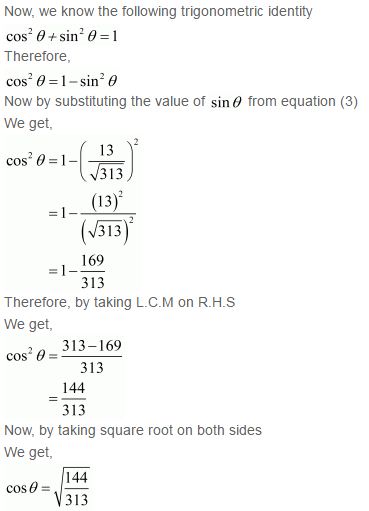 Now, we know the following trigonometric identity
cos² θ + sin² θ = 1
Therefore,
cos² θ = 1 − sin² θ
Now by substituting the value of sin θ from equation (3)
We get,
cos² θ = 1 − (13/√313)²
= 1 − (13)²/(√313)²
= 1 − 169/313
Therefore, by taking L.C.M on R.H.S
We get,
cos² θ = (313 − 169)/313
= 144/313
Now, by taking square root on both sides
We get,
cos θ = √(144/313)